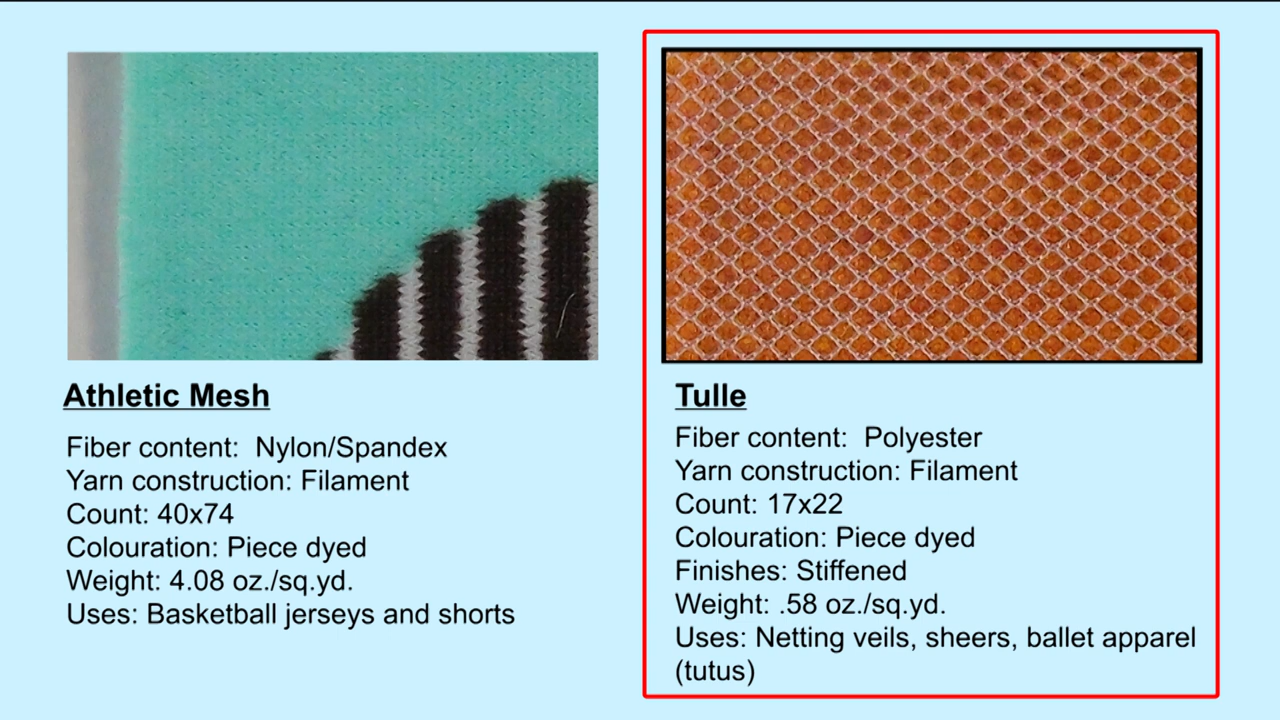 Athletic Mesh
Fiber content:  Nylon/Spandex
Yarn construction: Filament
Count: 40x74
Colouration: Piece dyed
Weight: 4.08 oz./sq.yd.
Uses: Basketball jerseys and shorts
Tulle
Fiber content:  Polyester
Yarn construction: Filament
Count: 17x22
Colouration: Piece dyed
Finishes: Stiffened
Weight: .58 oz./sq.yd.
Uses: Netting veils, sheers, ballet apparel
(tutus)